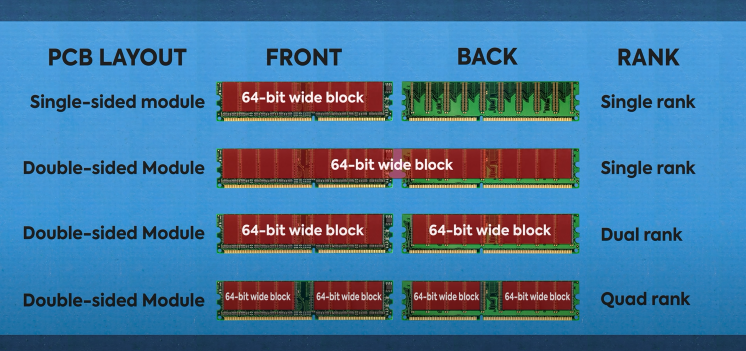 PCB LAYOUT FRONT BACK RANK
Single-sided module 64-bit wide block Single rank
Double-sided Module 64-bit wide block Single rank
Double-sided Module 64-bit wide block 64-bit wide block Dual rank
Double-sided Module 64-bit wide block 64-bit wide block 64-bit wide block 64-bit wide block Quad rank